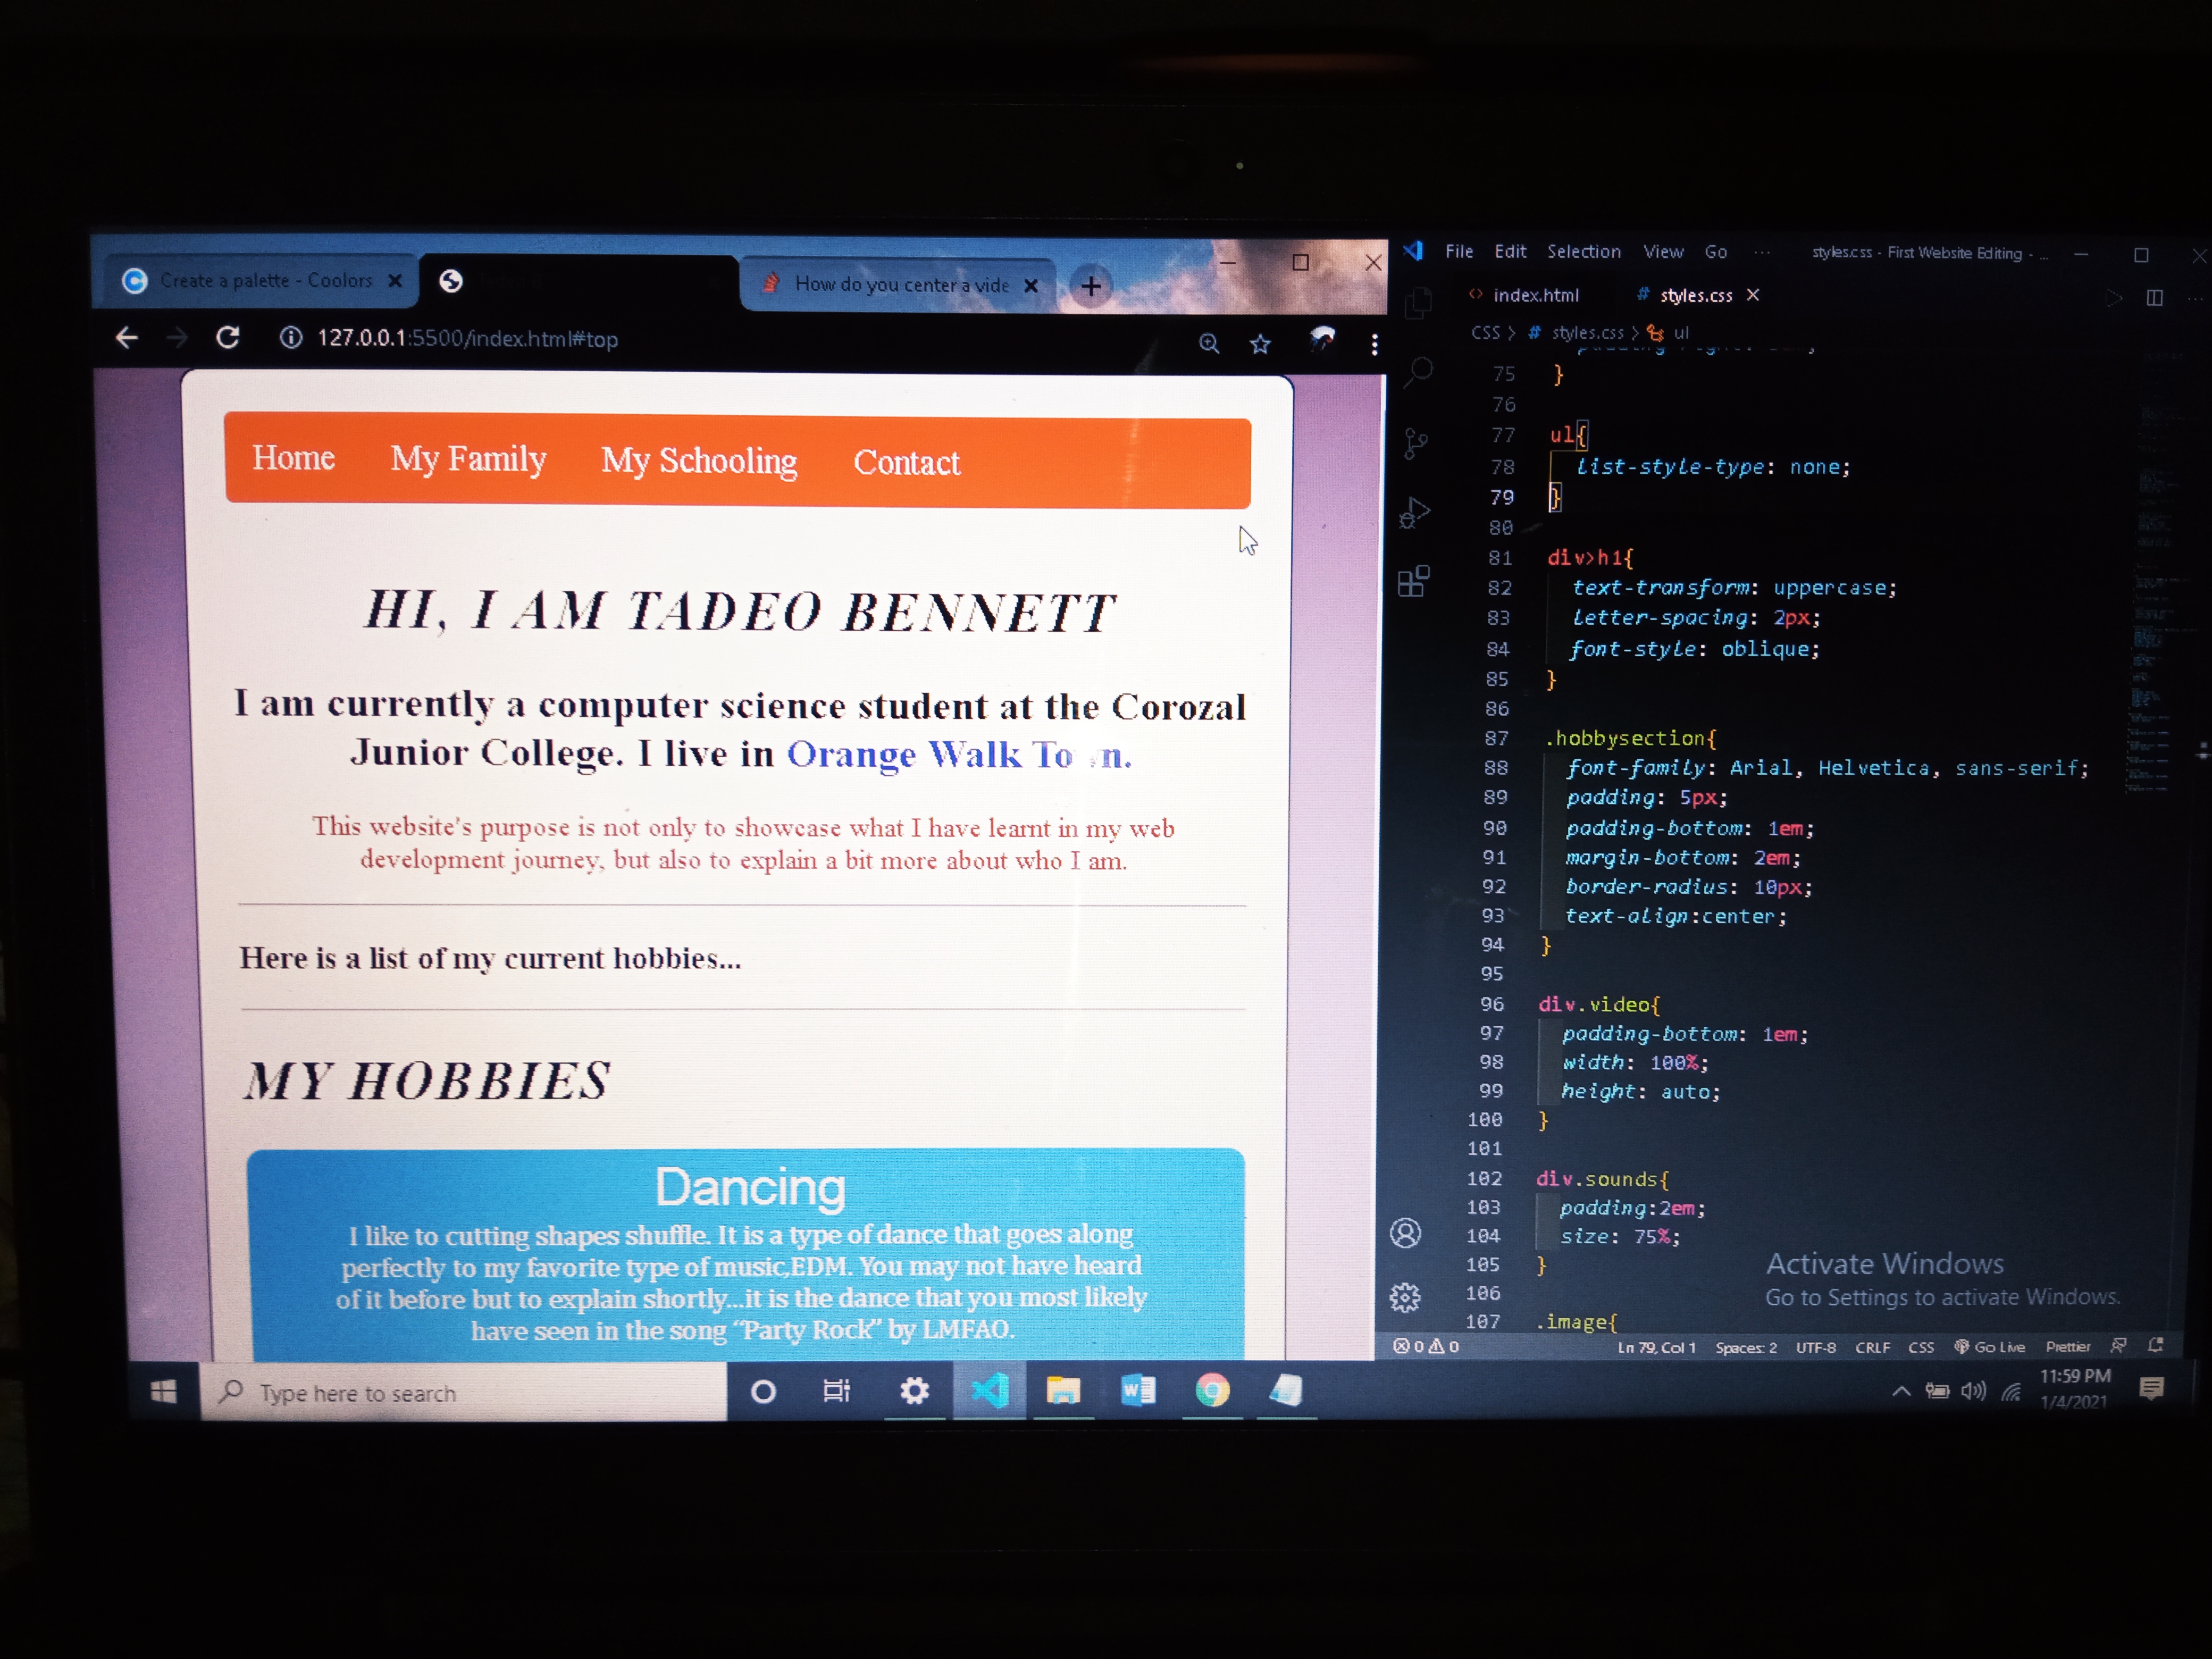 Create a palette - Coolors
How do you center a vide
127.0.0.1:5500/index.html#top
Home My Family My Schooling Contact
HI, I AM TADEO BENNETT
I am currently a computer science student at the Corozal
Junior College. I live in Orange Walk To n.
This website's purpose is not only to showcase what I have learnt in my web
development journey, but also to explain a bit more about who I am.
Here is a list of my current hobbies...
MY HOBBIES
Dancing
I like to cutting shapes shuffle. It is a type of dance that goes along
perfectly to my favorite type of music,EDM. You may not have heard
of it before but to explain shortly...it is the dance that you most likely
have seen in the song “Party Rock” by LMFAO.
File Edit Selection View Go ... styles.css - First Website Editing - ...
index.html # styles.css
CSS > # styles.css > ul
75 }
76
77 ul{
78 list-style-type: none;
79 }
80
81 div>h1{
82 text-transform: uppercase;
83 letter-spacing: 2px;
84 font-style: oblique;
85 }
86
87 .hobbysection{
88 font-family: Arial, Helvetica, sans-serif;
89 padding: 5px;
90 padding-bottom: 1em;
91 margin-bottom: 2em;
92 border-radius: 10px;
93 text-align:center;
94 }
95
96 div.video{
97 padding-bottom: 1em;
98 width: 100%;
99 height: auto;
100 }
101
102 div.sounds{
103 padding:2em;
104 size: 75%;
105 }
106
107 .image{
Activate Windows
Go to Settings to activate Windows.
0 0 Ln 79, Col 1 Spaces: 2 UTF-8 CRLF CSS Go Live Prettier
Type here to search
11:59 PM
1/4/2021